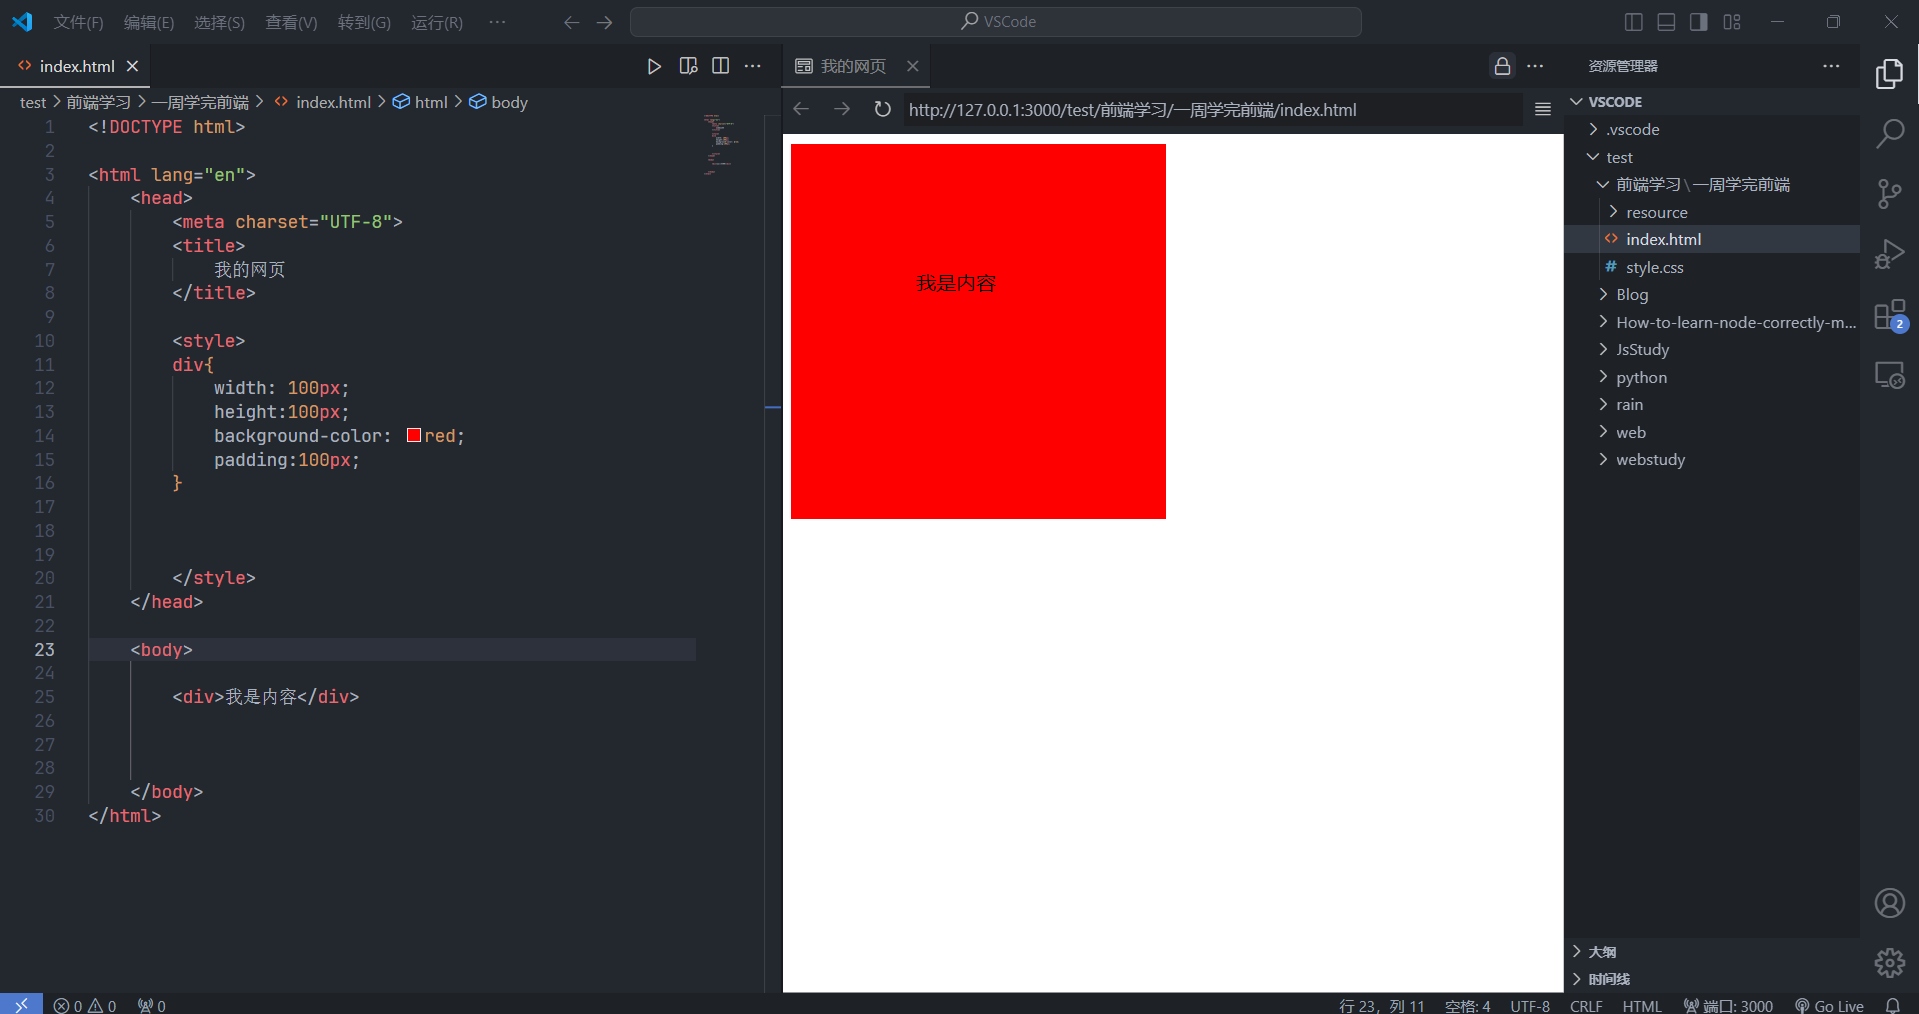 文件(F) 编辑(E) 选择(S) 查看(V) 转到(G) 运行(R) ··· VSCode
index.html
test > 前端学习 > 一周学完前端 > index.html > html > body
1 <!DOCTYPE html>
2
3 <html lang="en">
4 <head>
5 <meta charset="UTF-8">
6 <title>
7 我的网页
8 </title>
9
10 <style>
11 div{
12 width: 100px;
13 height:100px;
14 background-color: red;
15 padding:100px;
16 }
17
18
19
20 </style>
21 </head>
22
23 <body>
24
25 <div>我是内容</div>
26
27
28
29 </body>
30 </html>
我的网页
http://127.0.0.1:3000/test/前端学习/一周学完前端/index.html
我是内容
资源管理器
VSCODE
.vscode
test
前端学习\一周学完前端
resource
index.html
# style.css
Blog
How-to-learn-node-correctly-m...
JsStudy
python
rain
web
webstudy
大纲
时间线
2
0 0 0 行 23，列 11 空格: 4 UTF-8 CRLF HTML 端口: 3000 Go Live